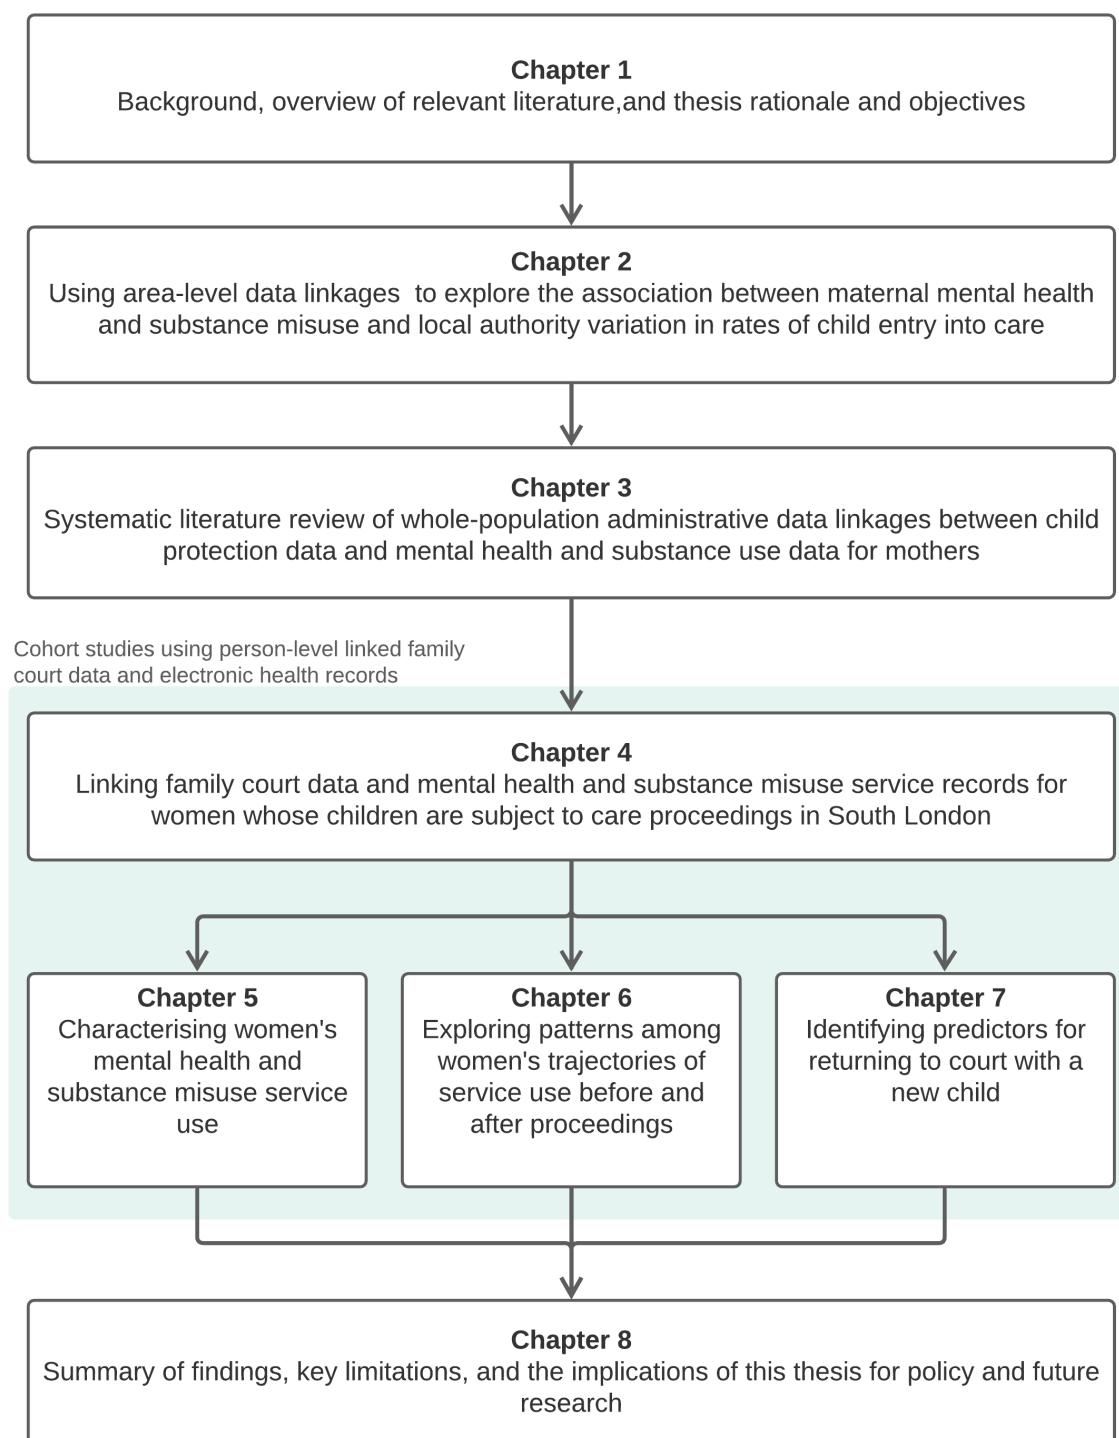 Chapter 1
Background, overview of relevant literature,and thesis rationale and objectives
Chapter 2
Using area-level data linkages  to explore the association between maternal mental health
and substance misuse and local authority variation in rates of child entry into care
Chapter 3
Systematic literature review of whole-population administrative data linkages between child
protection data and mental health and substance use data for mothers
Cohort studies using person-level linked family
court data and electronic health records
Chapter 4
Linking family court data and mental health and substance misuse service records for
women whose children are subject to care proceedings in South London
Chapter 5
Characterising women's
mental health and
substance misuse service
use
Chapter 6
Exploring patterns among
women's trajectories of
service use before and
after proceedings
Chapter 7
Identifying predictors for
returning to court with a
new child
Chapter 8
Summary of findings, key limitations, and the implications of this thesis for policy and future
research